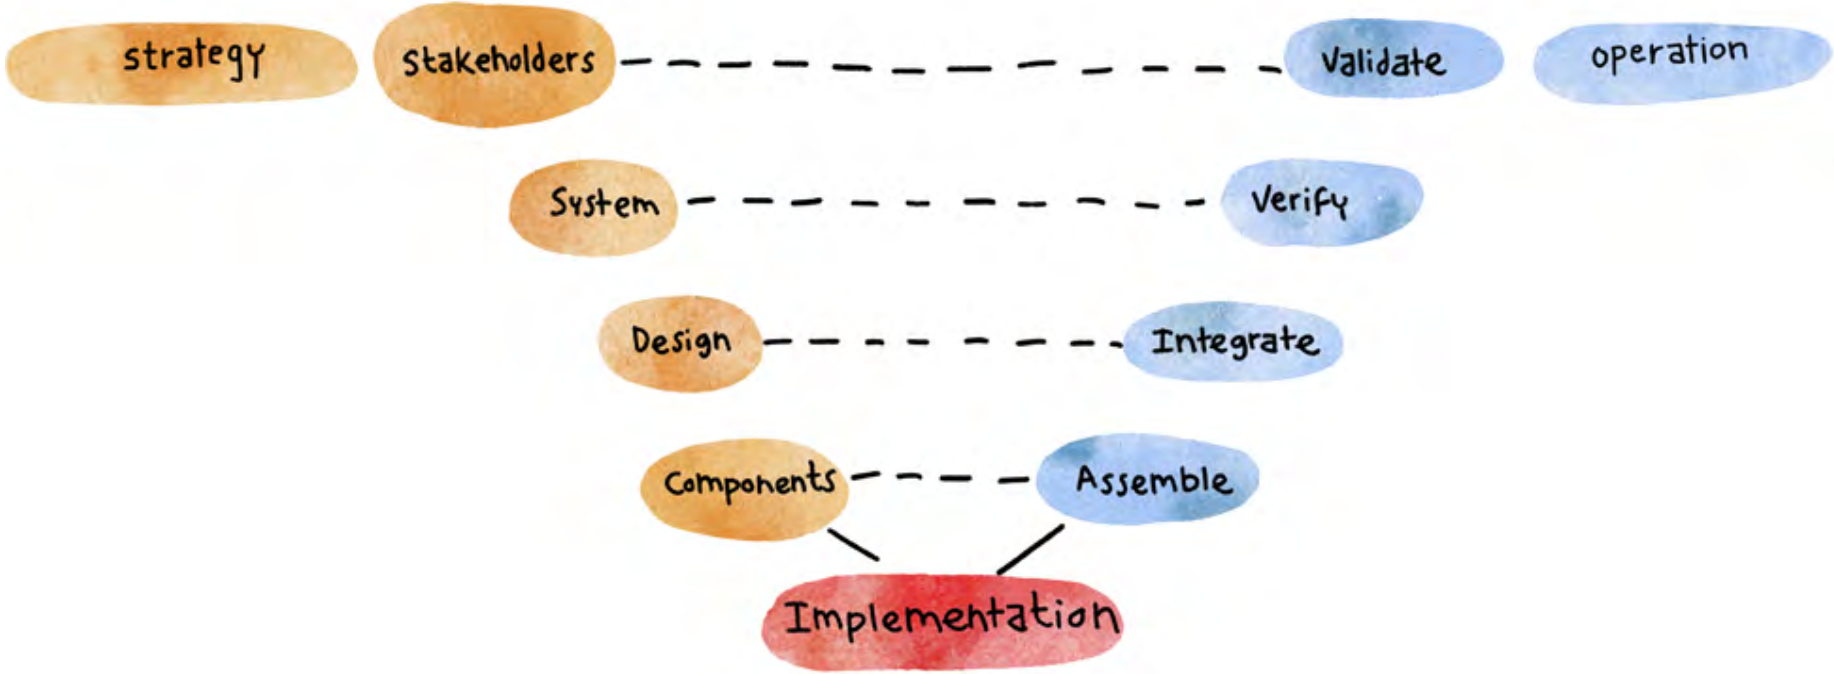 strategy
Stakeholders
Validate
operation
System
Verify
Design
Integrate
Components
Assemble
Implementation